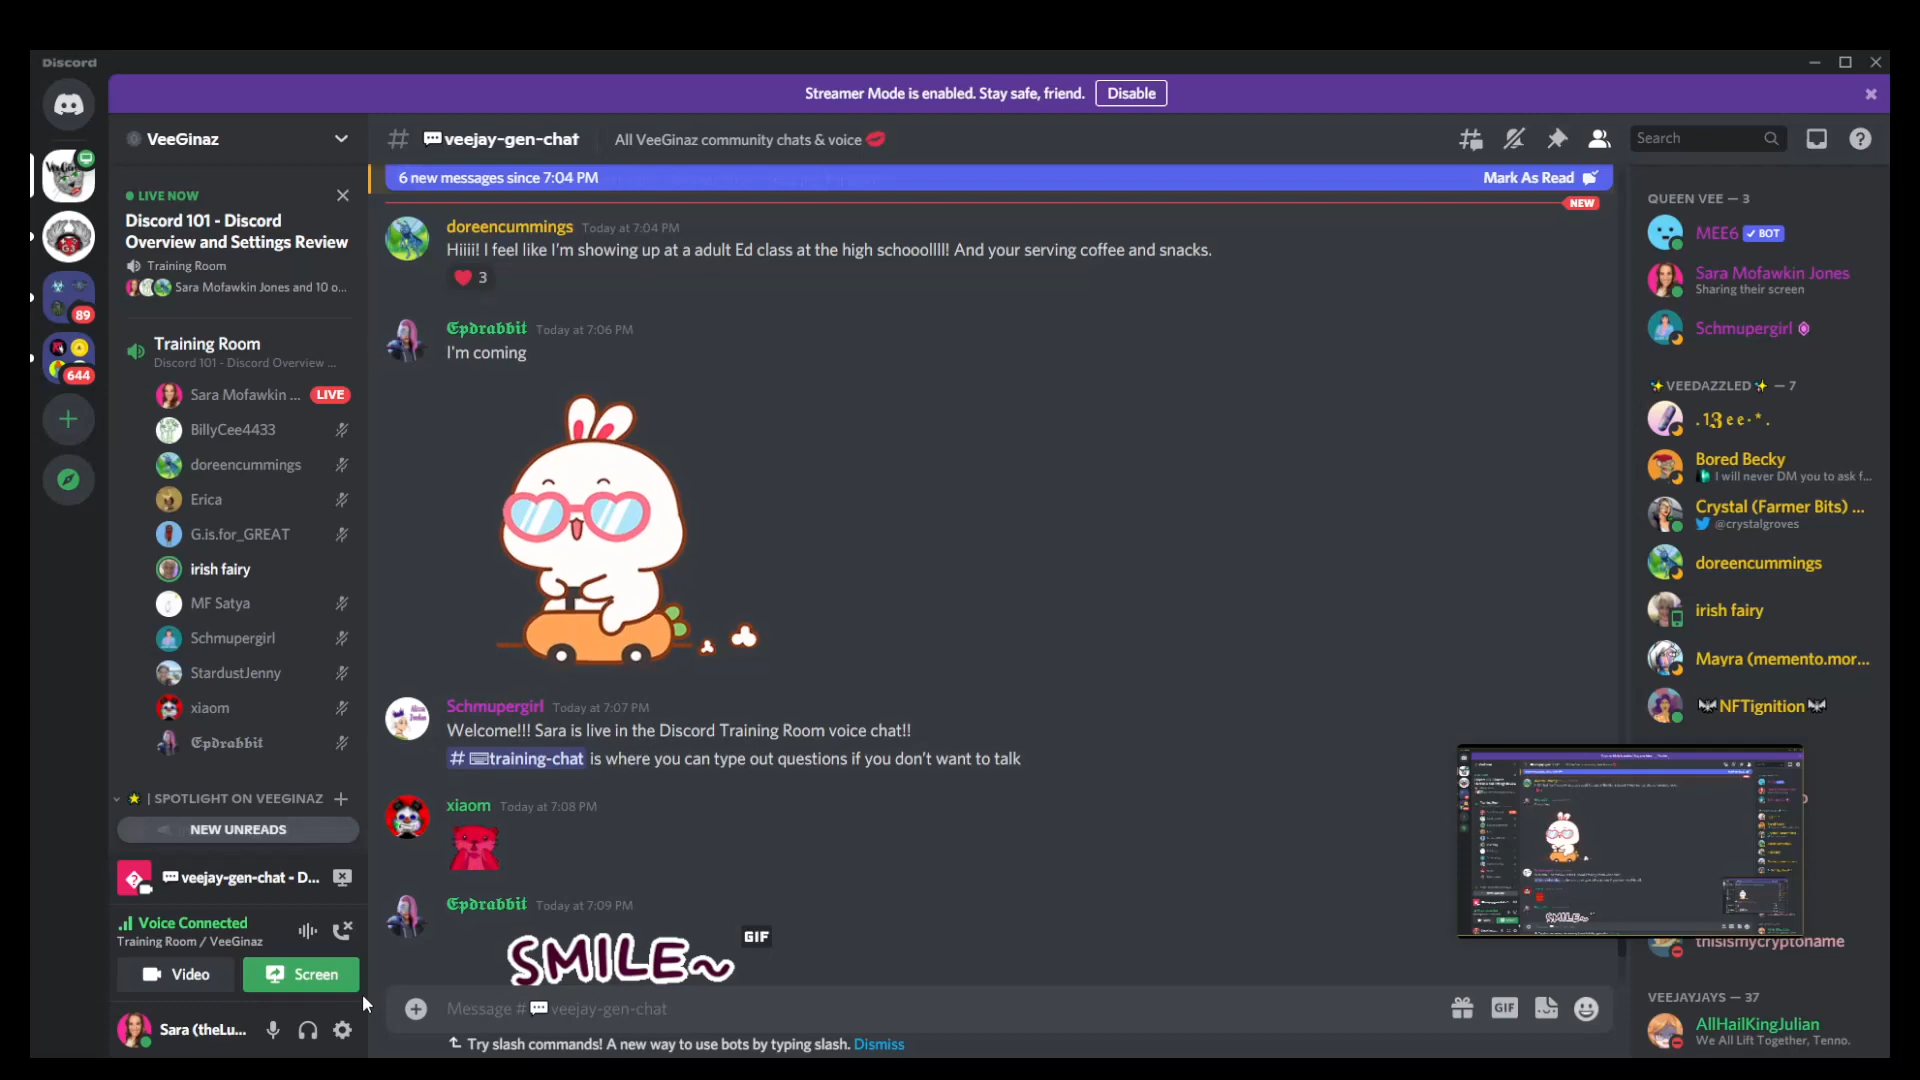 Discord
Streamer Mode is enabled. Stay safe, friend.
Disable
VeeGinaz
LIVE NOW
Discord 101 - Discord
Overview and Settings Review
Training Room
Sara Mofawkin Jones and 10 o...
89
644
Training Room
Discord 101 - Discord Overview ...
Sara Mofawkin ...
LIVE
BillyCee4433
doreencummings
Erica
G.is.for_GREAT
irish fairy
MF Satya
Schmupergirl
StardustJenny
xiaom
𝕰𝖕𝖉𝖗𝖆𝖇𝖇𝖎𝖙
| SPOTLIGHT ON VEEGINAZ
NEW UNREADS
veejay-gen-chat - D...
Voice Connected
Training Room / VeeGinaz
Video
Screen
Sara (theLu...
# veejay-gen-chat
All VeeGinaz community chats & voice
Search
6 new messages since 7:04 PM
Mark As Read
NEW
doreencummings Today at 7:04 PM
Hiiii! I feel like I'm showing up at a adult Ed class at the high schooollll! And your serving coffee and snacks.
3
𝕰𝖕𝖉𝖗𝖆𝖇𝖇𝖎𝖙 Today at 7:06 PM
I'm coming
Schmupergirl Today at 7:07 PM
Welcome!!! Sara is live in the Discord Training Room voice chat!!
# training-chat is where you can type out questions if you don't want to talk
xiaom Today at 7:08 PM
𝕰𝖕𝖉𝖗𝖆𝖇𝖇𝖎𝖙 Today at 7:09 PM
SMILE~
GIF
Message # veejay-gen-chat
GIF
Try slash commands! A new way to use bots by typing slash. Dismiss
QUEEN VEE — 3
MEE6 ✓ BOT
Sara Mofawkin Jones
Sharing their screen
Schmupergirl
✨ VEEDAZZLED ✨ — 7
. 13 e e · * .
Bored Becky
I will never DM you to ask f...
Crystal (Farmer Bits) ...
@crystalgroves
doreencummings
irish fairy
Mayra (memento.mor...
NFTignition
thisismycryptoname
VEEJAYJAYS — 37
AllHailKingJulian
We All Lift Together, Tenno.